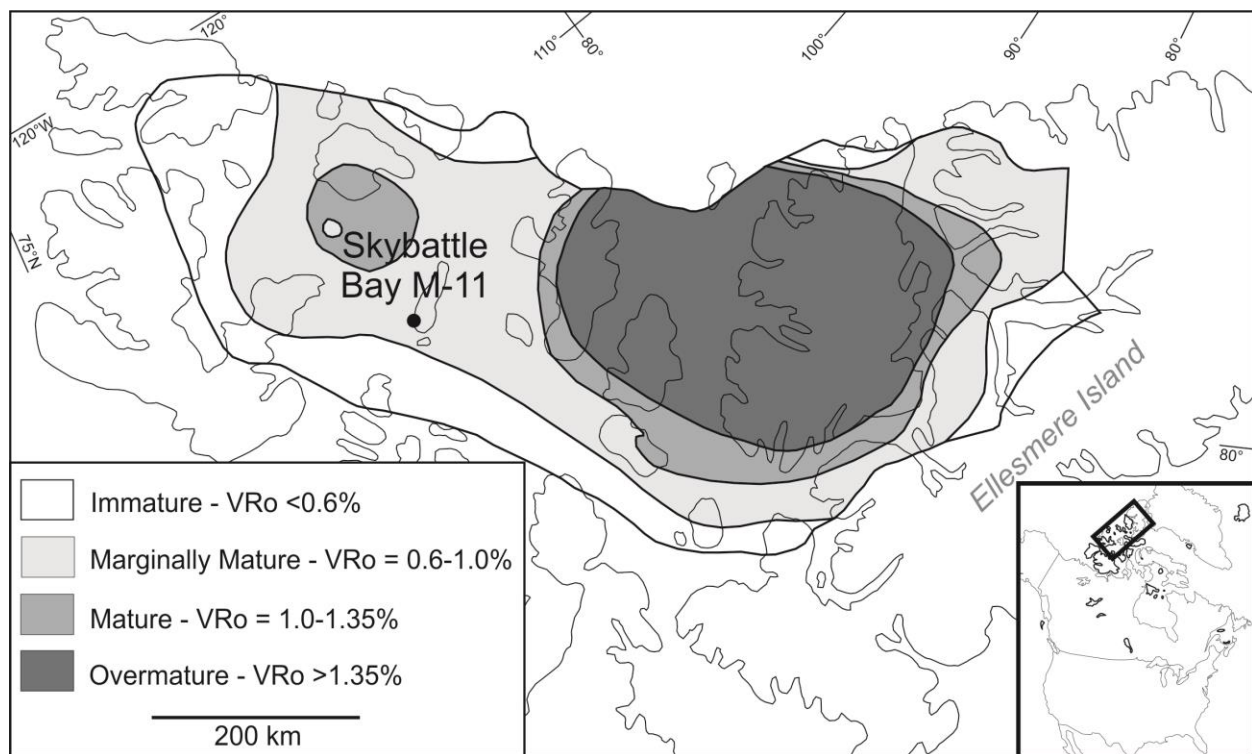 120°
110°
80°
100°
90°
80°
120°W
75°N
Skybattle
Bay M-11
Ellesmere Island
80°
Immature - VRo <0.6%
Marginally Mature - VRo = 0.6-1.0%
Mature - VRo = 1.0-1.35%
Overmature - VRo >1.35%
200 km